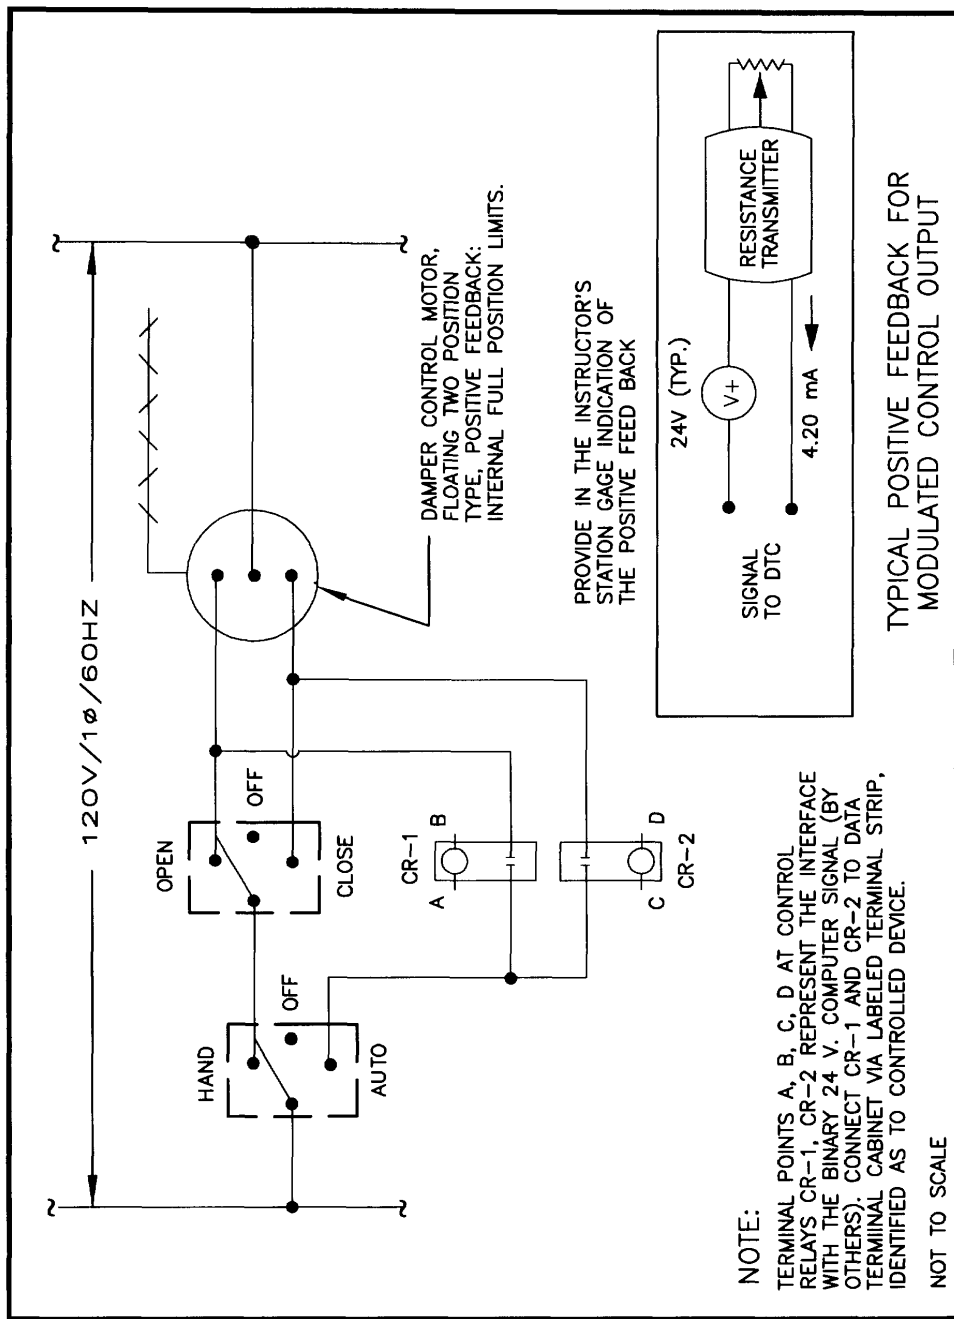 120V/1ø/60HZ
OPEN
OFF
CLOSE
HAND
OFF
AUTO
CR-1
A
B
C
D
CR-2
DAMPER CONTROL MOTOR,
FLOATING TWO POSITION
TYPE, POSITIVE FEEDBACK:
INTERNAL FULL POSITION LIMITS.
PROVIDE IN THE INSTRUCTOR'S
STATION GAGE INDICATION OF
THE POSITIVE FEED BACK
24V (TYP.)
V+
RESISTANCE
TRANSMITTER
4.20 mA
SIGNAL
TO DTC
TYPICAL POSITIVE FEEDBACK FOR
MODULATED CONTROL OUTPUT
NOTE:
TERMINAL POINTS A, B, C, D AT CONTROL
RELAYS CR-1, CR-2 REPRESENT THE INTERFACE
WITH THE BINARY 24 V. COMPUTER SIGNAL (BY
OTHERS). CONNECT CR-1 AND CR-2 TO DATA
TERMIINAL CABINET VIA LABELED TERMINAL STRIP,
IDENTIFIED AS TO CONTROLLED DEVICE.
NOT TO SCALE